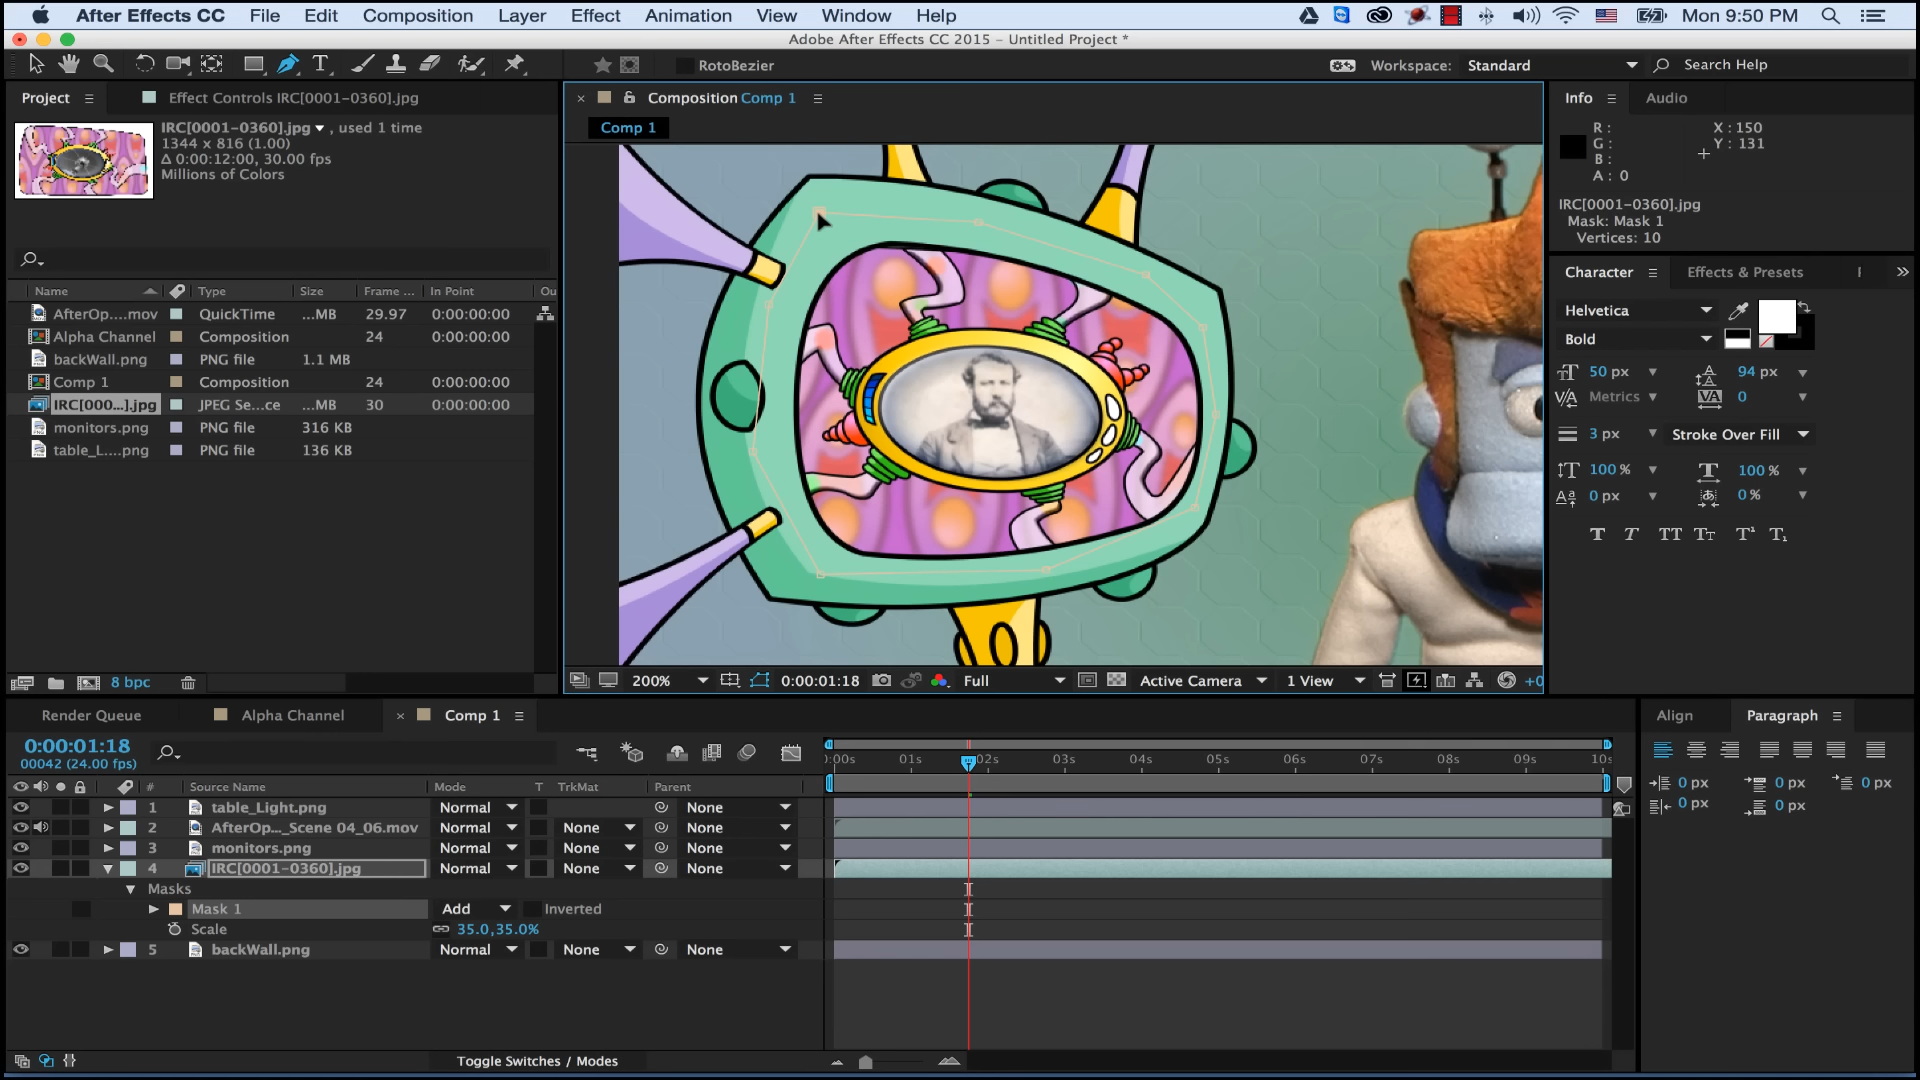 After Effects CC File Edit Composition Layer Effect Animation View Window Help Mon 9:50 PM
Adobe After Effects CC 2015 – Untitled Project *
T RotoBezier Workspace: Standard Search Help
Project Effect Controls IRC[0001-0360].jpg
IRC[0001-0360].jpg , used 1 time
1344 x 816 (1.00)
Δ 0:00:12:00, 30.00 fps
Millions of Colors
Name Type Size Frame ... In Point Ou
AfterOp....mov QuickTime ...MB 29.97 0:00:00:00
Alpha Channel Composition 24 0:00:00:00
backWall.png PNG file 1.1 MB
Comp 1 Composition 24 0:00:00:00
IRC[000...].jpg JPEG Se...ce ...MB 30 0:00:00:00
monitors.png PNG file 316 KB
table_L....png PNG file 136 KB
8 bpc
Composition Comp 1
Comp 1
200% 0:00:01:18 Full Active Camera 1 View +0
Info Audio
R : X : 150
G : Y : 131
B :
A : 0
IRC[0001-0360].jpg
Mask: Mask 1
Vertices: 10
Character Effects & Presets
Helvetica
Bold
50 px 94 px
Metrics 0
3 px Stroke Over Fill
100 % 100 %
0 px 0 %
T T TT Tт T¹ T₁
Render Queue Alpha Channel Comp 1
0:00:01:18
00042 (24.00 fps)
# Source Name Mode T TrkMat Parent
1 table_Light.png Normal None
2 AfterOp..._Scene 04_06.mov Normal None None
3 monitors.png Normal None None
4 IRC[0001-0360].jpg Normal None None
Masks
Mask 1 Add Inverted
Scale 35.0,35.0%
5 backWall.png Normal None None
Toggle Switches / Modes
):00s 01s 02s 03s 04s 05s 06s 07s 08s 09s 10s
Align Paragraph
0 px 0 px 0 px
0 px 0 px